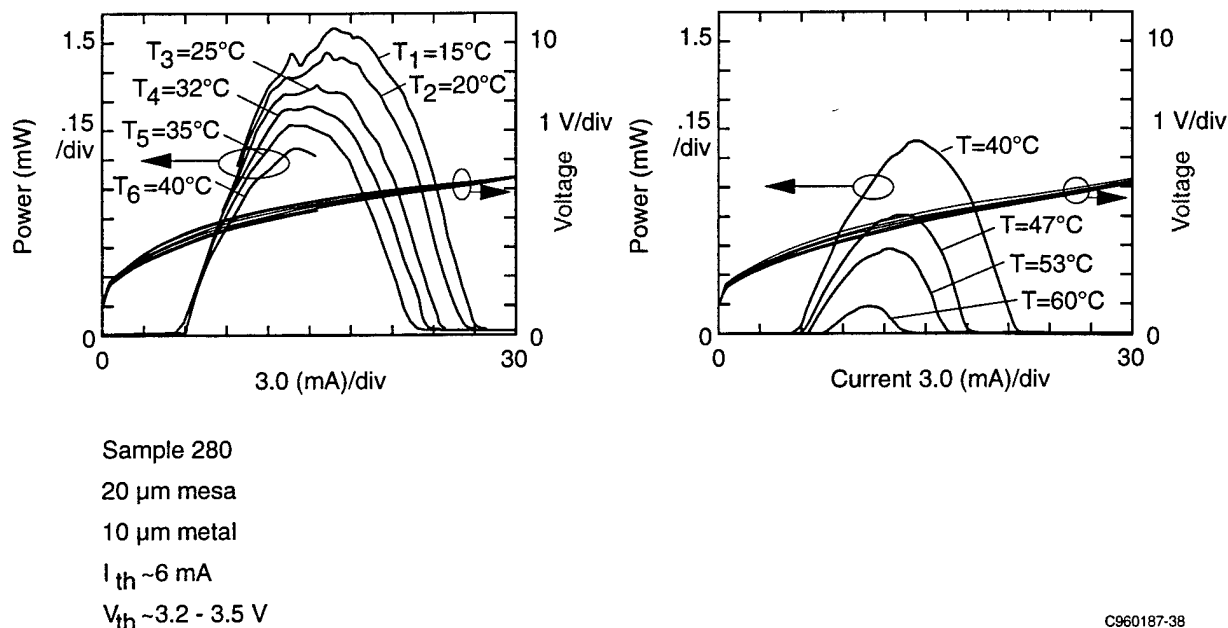 1.5
Power (mW)
.15
/div
0
T₃=25°C
T₄=32°C
T₅=35°C
T₆=40°C
T₁=15°C
T₂=20°C
10
1 V/div
Voltage
0
0
30
3.0 (mA)/div
1.5
Power (mW)
.15
/div
0
T=40°C
T=47°C
T=53°C
T=60°C
10
1 V/div
Voltage
0
0
30
Current 3.0 (mA)/div
Sample 280
20 µm mesa
10 µm metal
I th ~6 mA
Vth ~3.2 - 3.5 V
C960187-38